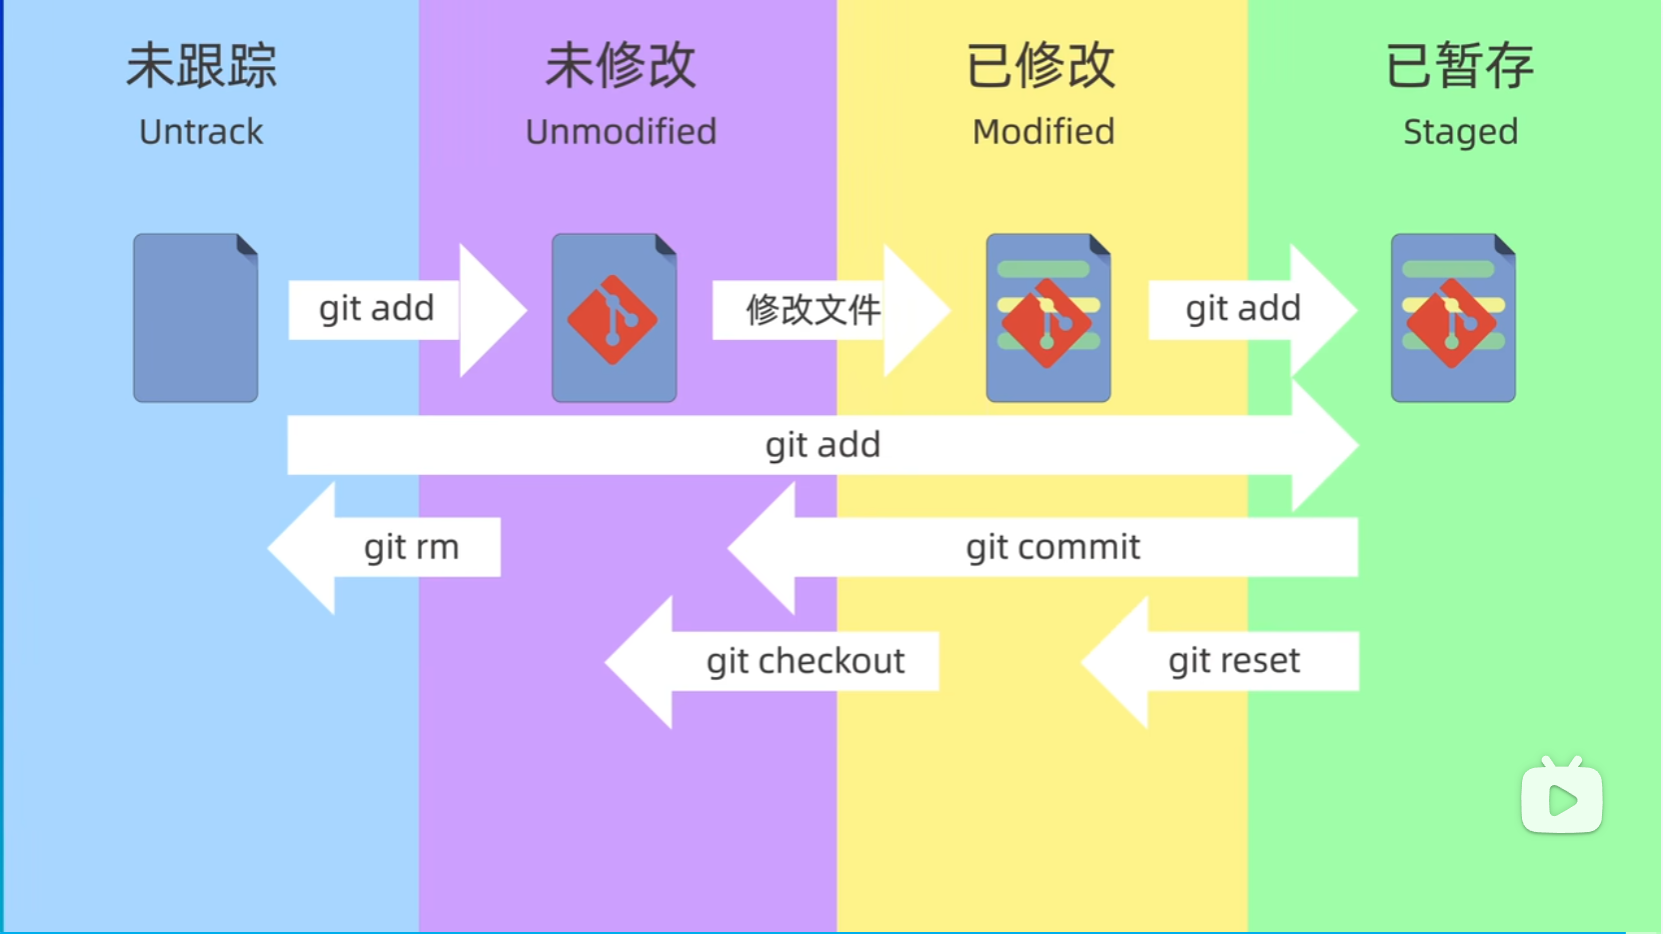 未跟踪
Untrack
未修改
Unmodified
已修改
Modified
已暂存
Staged
git add
修改文件
git add
git add
git rm
git commit
git checkout
git reset